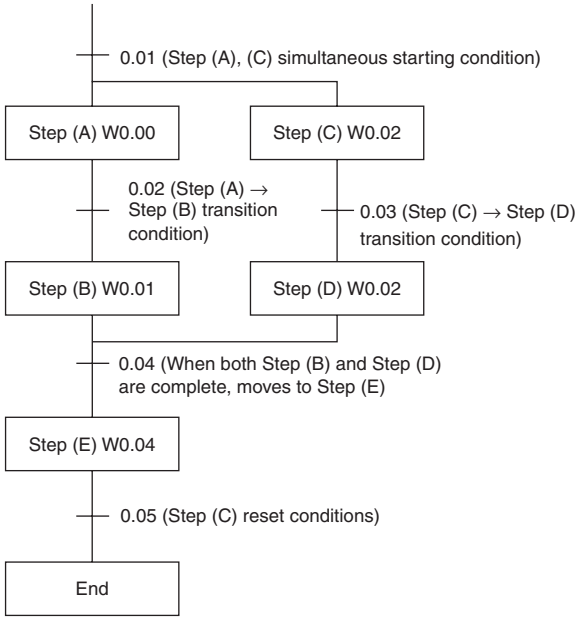 0.01 (Step (A), (C) simultaneous starting condition)
Step (A) W0.00
Step (C) W0.02
0.02 (Step (A) →
Step (B) transition
condition)
0.03 (Step (C) → Step (D)
transition condition)
Step (B) W0.01
Step (D) W0.02
0.04 (When both Step (B) and Step (D)
are complete, moves to Step (E)
Step (E) W0.04
0.05 (Step (C) reset conditions)
End